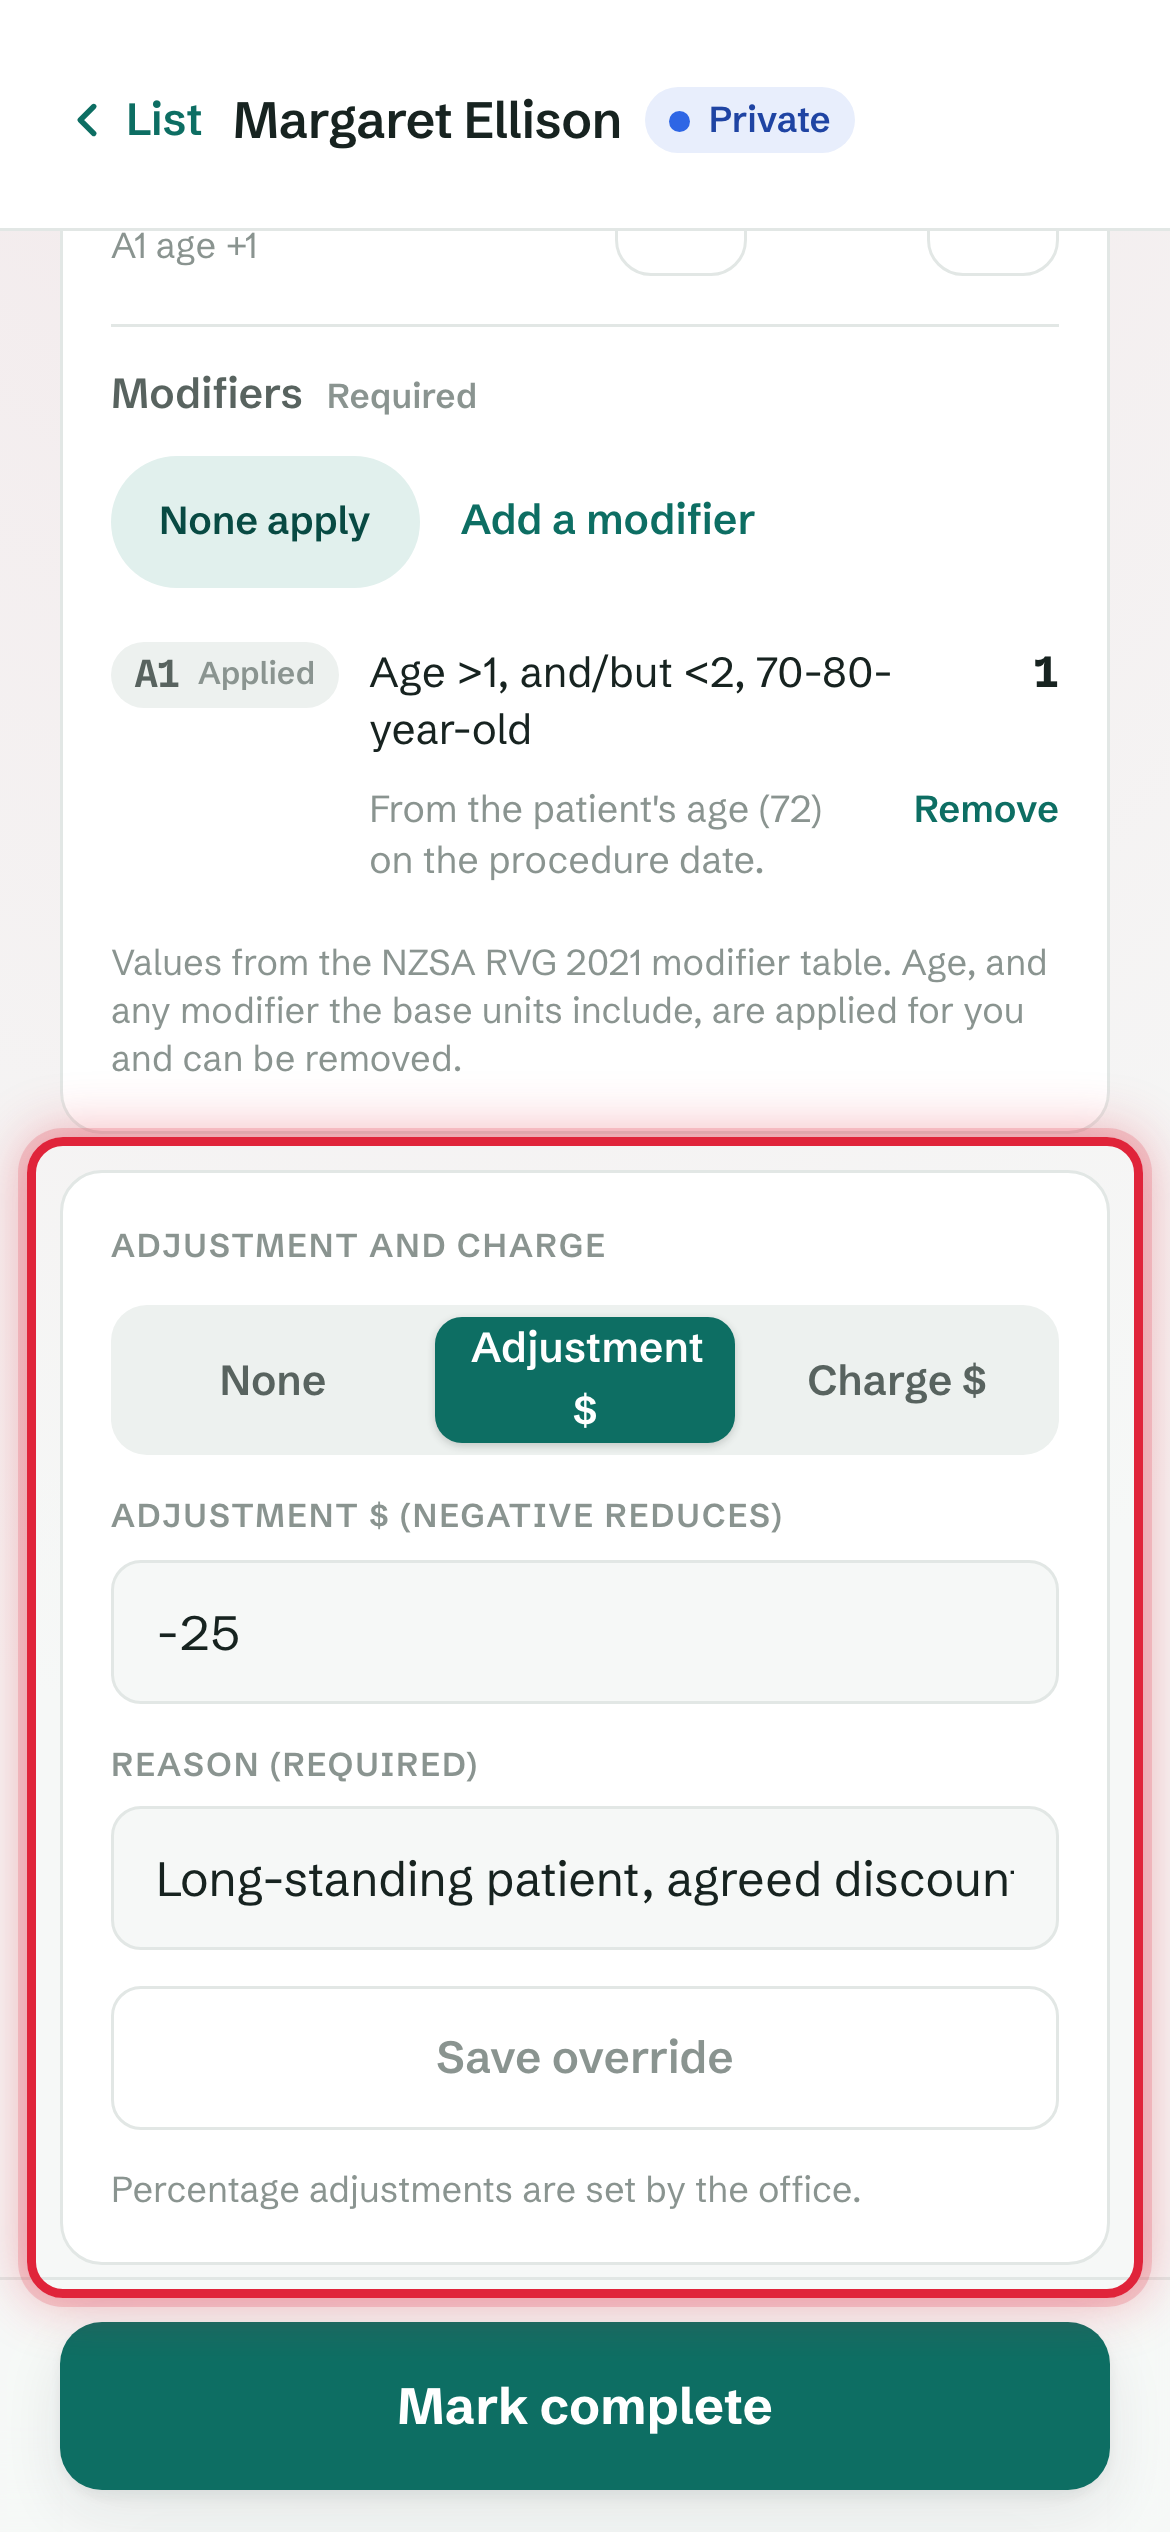 List Margaret Ellison Private
A1 age +1
Modifiers Required
None apply Add a modifier
A1 Applied Age >1, and/but <2, 70-80- 1
year-old
From the patient's age (72) Remove
on the procedure date.
Values from the NZSA RVG 2021 modifier table. Age, and
any modifier the base units include, are applied for you
and can be removed.
ADJUSTMENT AND CHARGE
None Adjustment $ Charge $
ADJUSTMENT $ (NEGATIVE REDUCES)
-25
REASON (REQUIRED)
Long-standing patient, agreed discount
Save override
Percentage adjustments are set by the office.
Mark complete